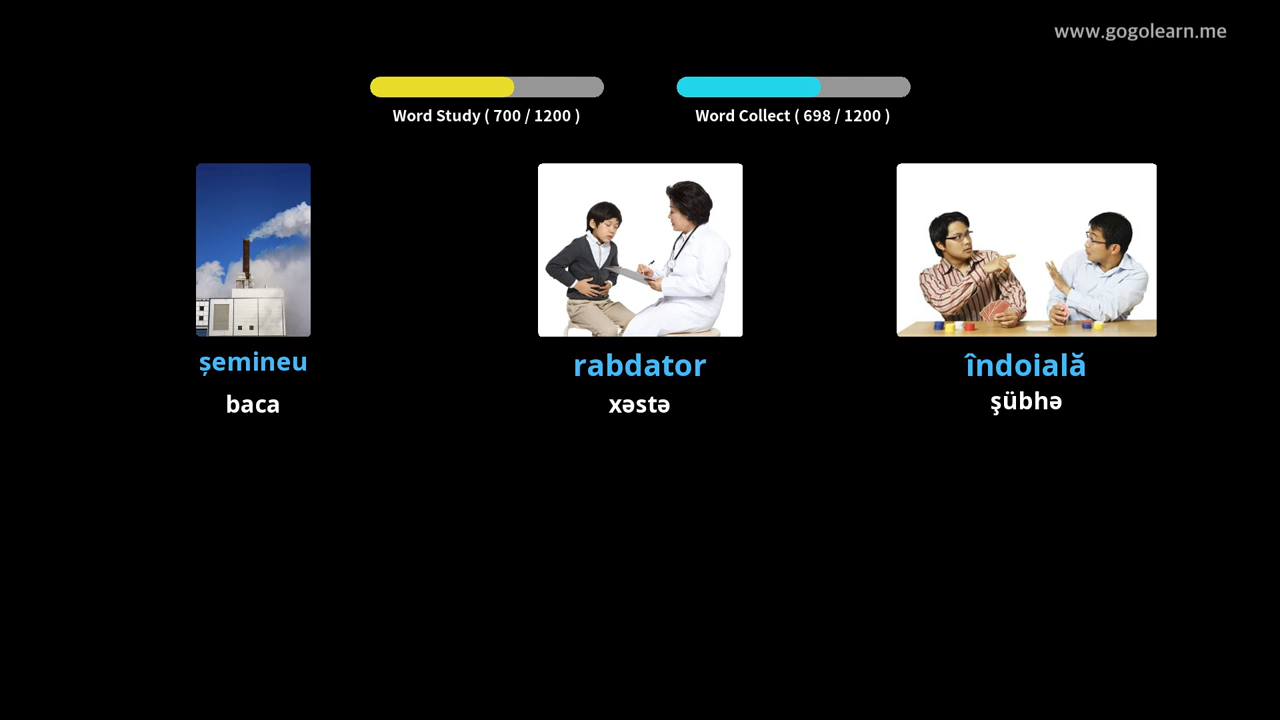 www.gogolearn.me
Word Study ( 700 / 1200 )
Word Collect ( 698 / 1200 )
șemineu
rabdator
îndoială
baca
xəstə
şübhə